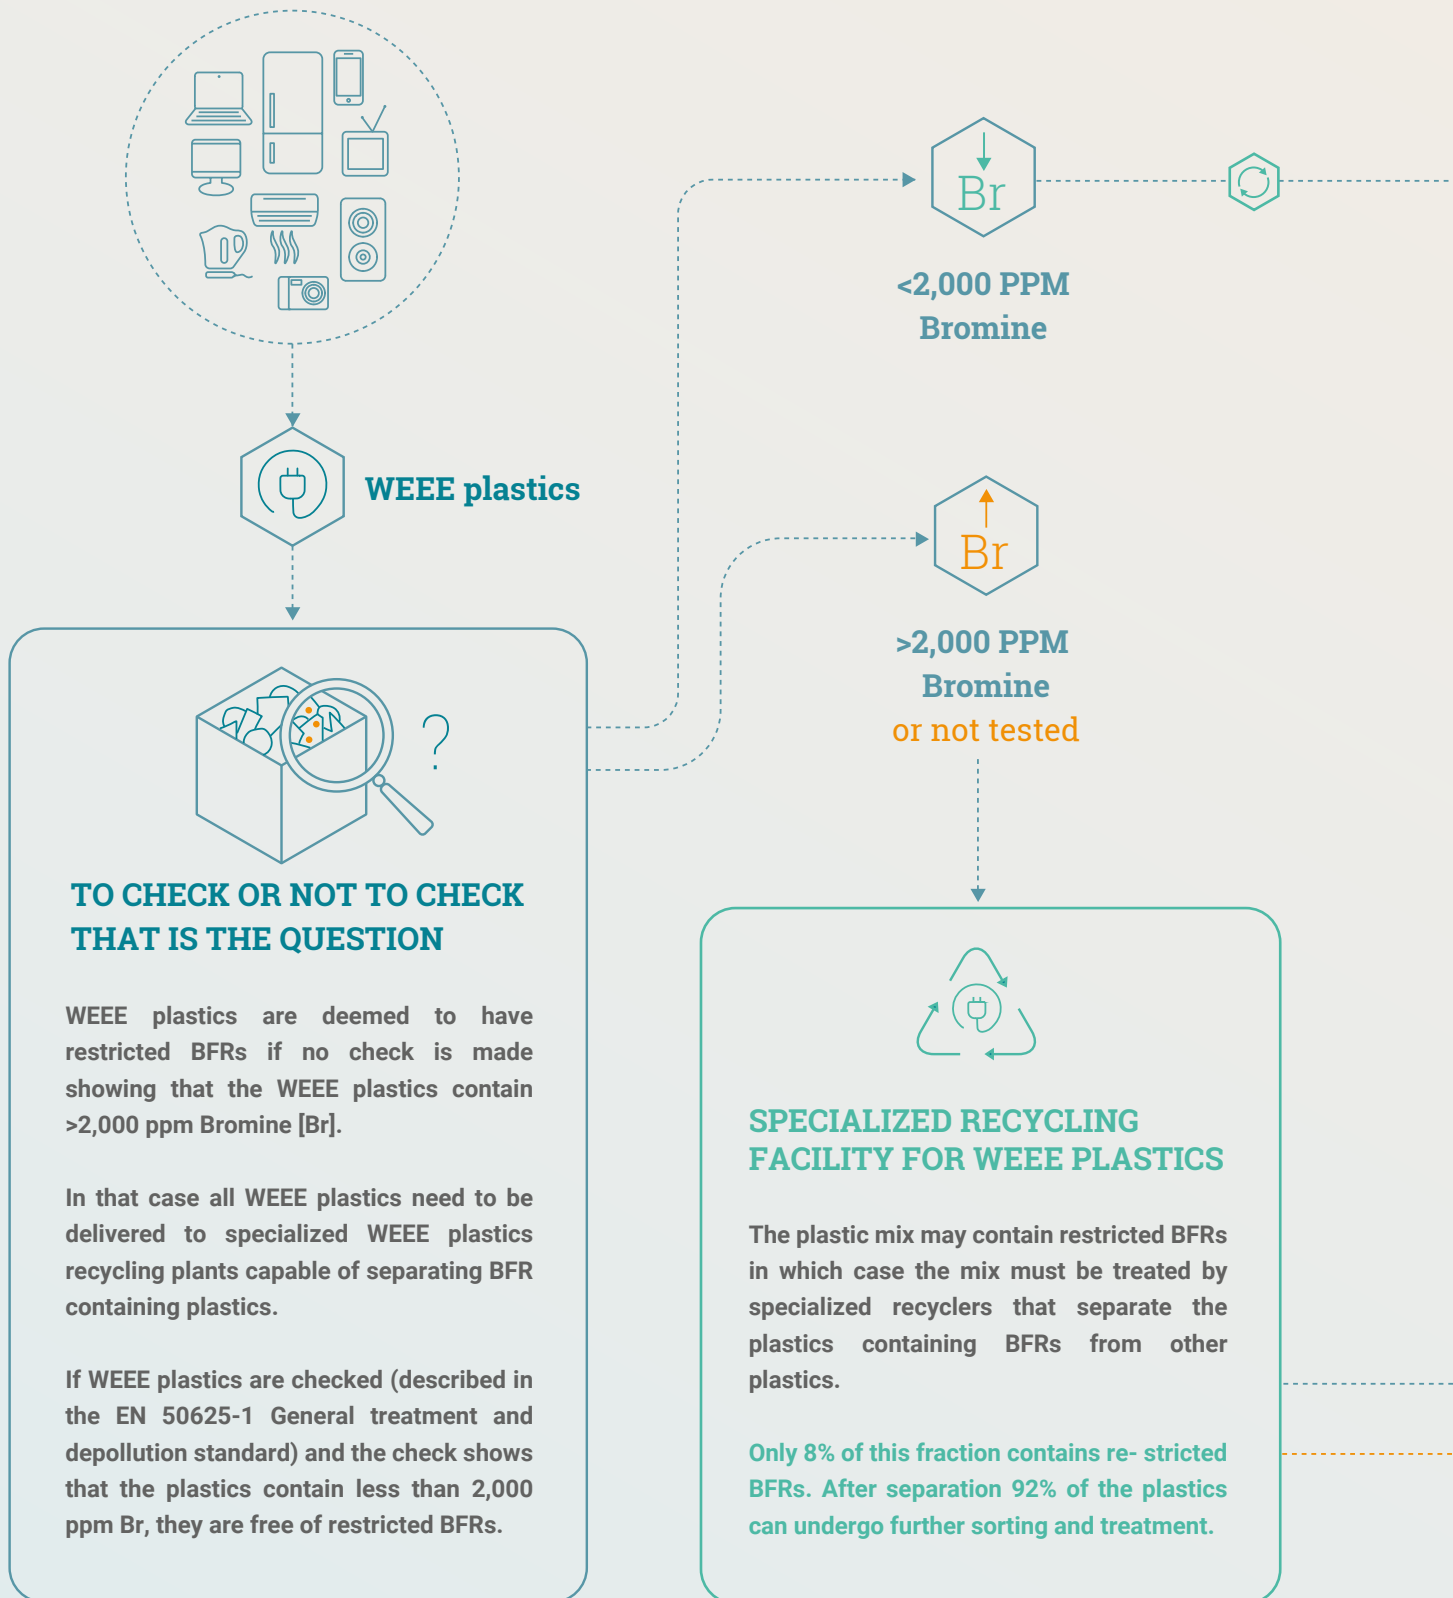 WEEE plastics
TO CHECK OR NOT TO CHECK
THAT IS THE QUESTION
WEEE plastics are deemed to have
restricted BFRs if no check is made
showing that the WEEE plastics contain
>2,000 ppm Bromine [Br].
In that case all WEEE plastics need to be
delivered to specialized WEEE plastics
recycling plants capable of separating BFR
containing plastics.
If WEEE plastics are checked (described in
the EN 50625-1 General treatment and
depollution standard) and the check shows
that the plastics contain less than 2,000
ppm Br, they are free of restricted BFRs.
Br
<2,000 PPM
Bromine
Br
>2,000 PPM
Bromine
or not tested
SPECIALIZED RECYCLING
FACILITY FOR WEEE PLASTICS
The plastic mix may contain restricted BFRs
in which case the mix must be treated by
specialized recyclers that separate the
plastics containing BFRs from other
plastics.
Only 8% of this fraction contains re- stricted
BFRs. After separation 92% of the plastics
can undergo further sorting and treatment.
?